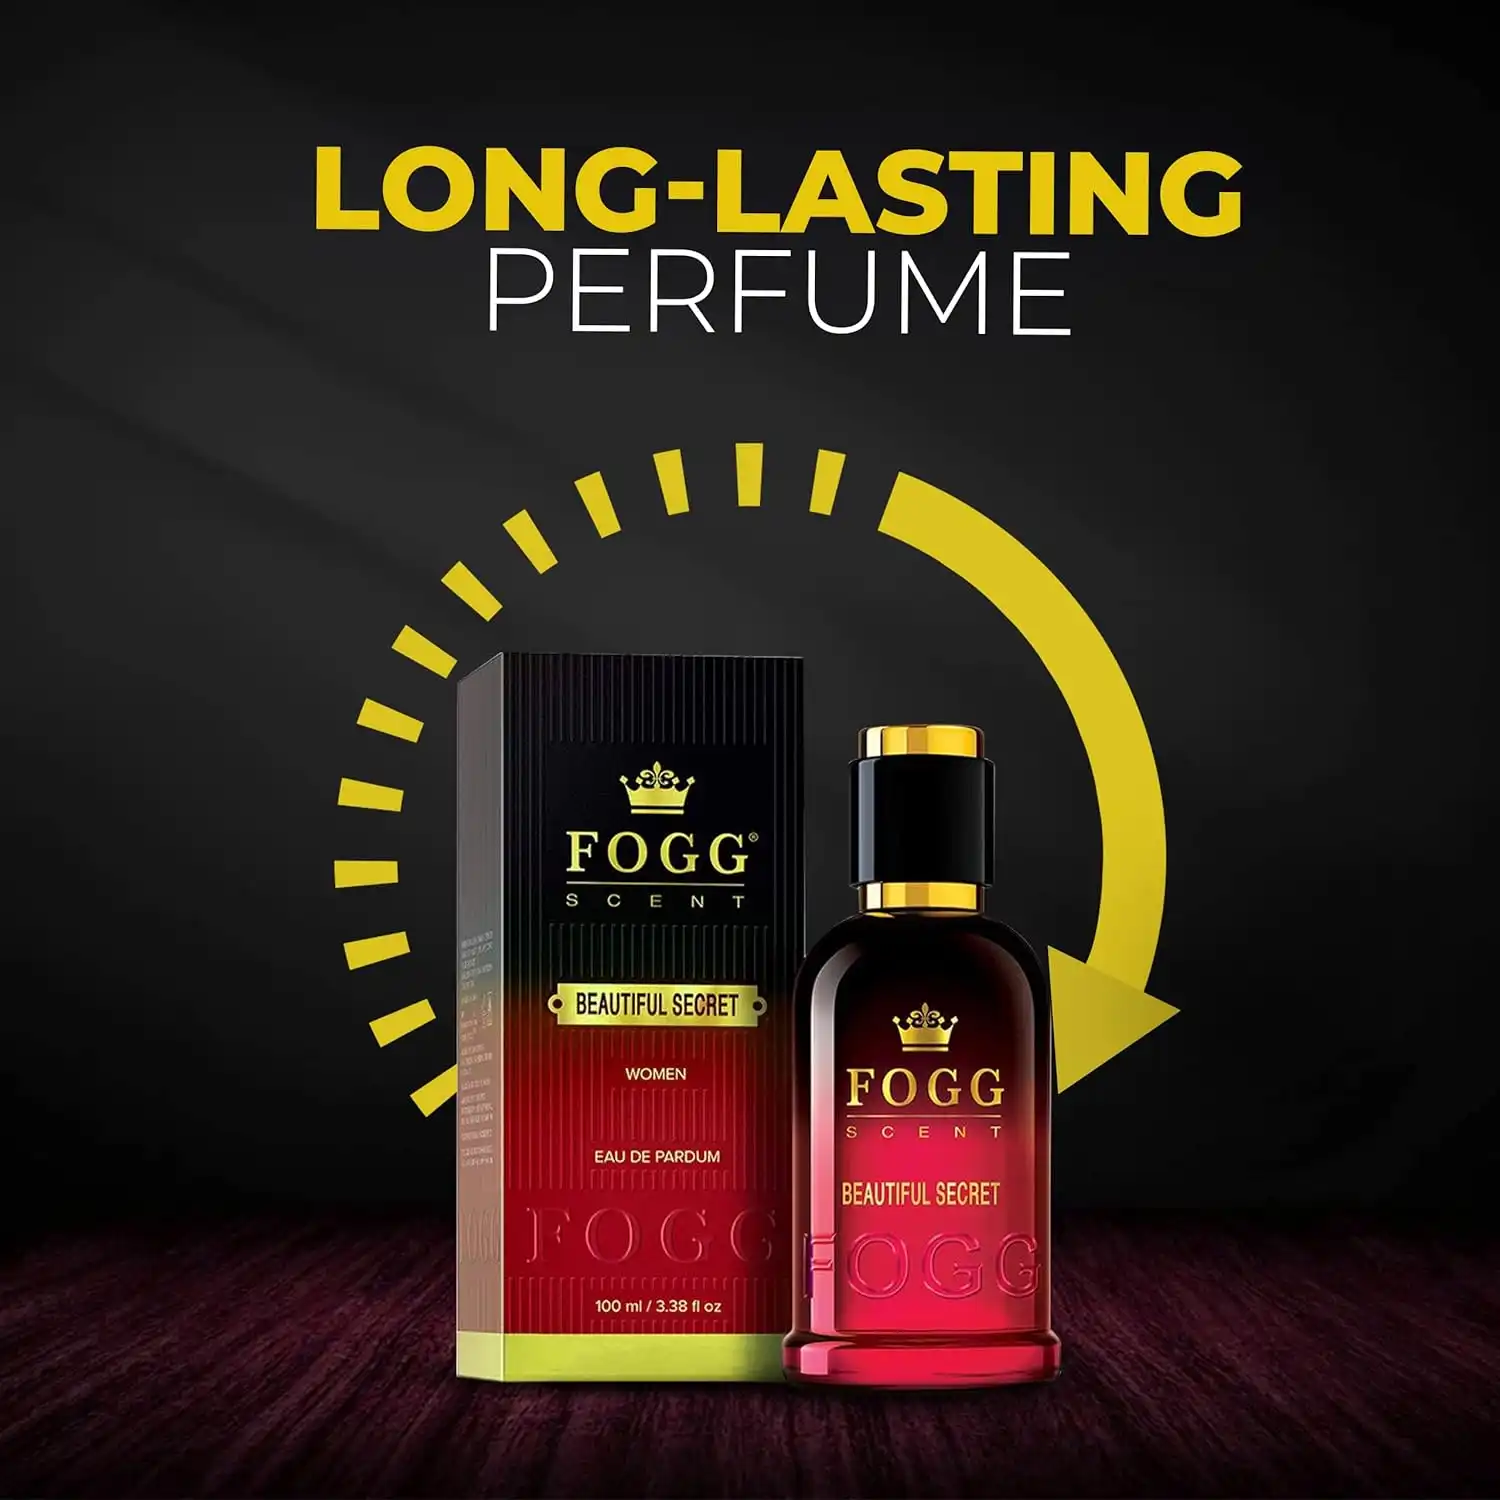 LONG-LASTING
PERFUME
FOGG®
SCENT
BEAUTIFUL SECRET
WOMEN
EAU DE PARDUM
FOGG
100 ml / 3.38 fl oz
FOGG
SCENT
BEAUTIFUL SECRET
FOGG